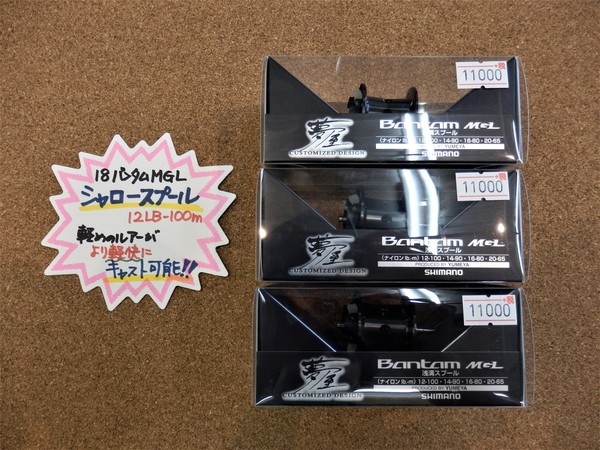 18バンタムMGL
シャロースプール
12LB-100m
軽めのルアーが
より軽快に
キャスト可能!!
11000
夢屋
CUSTOMIZED DESIGN
Bantam MGL
浅溝スプール
(ナイロン lb.-m) 12-100・14-90・16-80・20-65
PRODUCED BY YUMEYA
SHIMANO
11000
夢屋
CUSTOMIZED DESIGN
Bantam MGL
浅溝スプール
(ナイロン lb.-m) 12-100・14-90・16-80・20-65
PRODUCED BY YUMEYA
SHIMANO
11000
夢屋
CUSTOMIZED DESIGN
Bantam MGL
浅溝スプール
(ナイロン lb.-m) 12-100・14-90・16-80・20-65
PRODUCED BY YUMEYA
SHIMANO